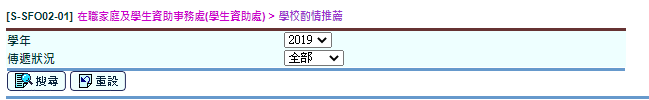 [S-SFO02-01] 在職家庭及學生資助事務處(學生資助處) > 學校酌情推薦
學年 2019
傳遞狀況 全部
搜尋 重設